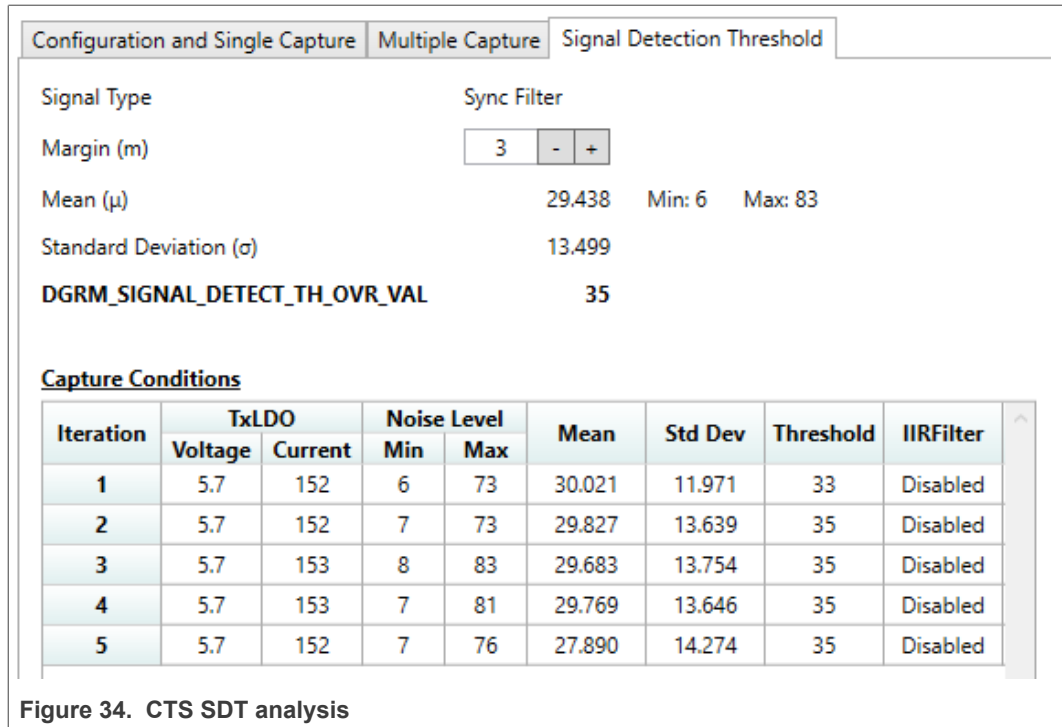 Configuration and Single Capture Multiple Capture Signal Detection Threshold
Signal Type Sync Filter
Margin (m) 3 - +
Mean (μ) 29.438 Min: 6 Max: 83
Standard Deviation (σ) 13.499
DGRM_SIGNAL_DETECT_TH_OVR_VAL 35
Capture Conditions
Iteration TxLDO Noise Level Mean Std Dev Threshold IIRFilter
Voltage Current Min Max
1 5.7 152 6 73 30.021 11.971 33 Disabled
2 5.7 152 7 73 29.827 13.639 35 Disabled
3 5.7 153 8 83 29.683 13.754 35 Disabled
4 5.7 153 7 81 29.769 13.646 35 Disabled
5 5.7 152 7 76 27.890 14.274 35 Disabled
Figure 34. CTS SDT analysis